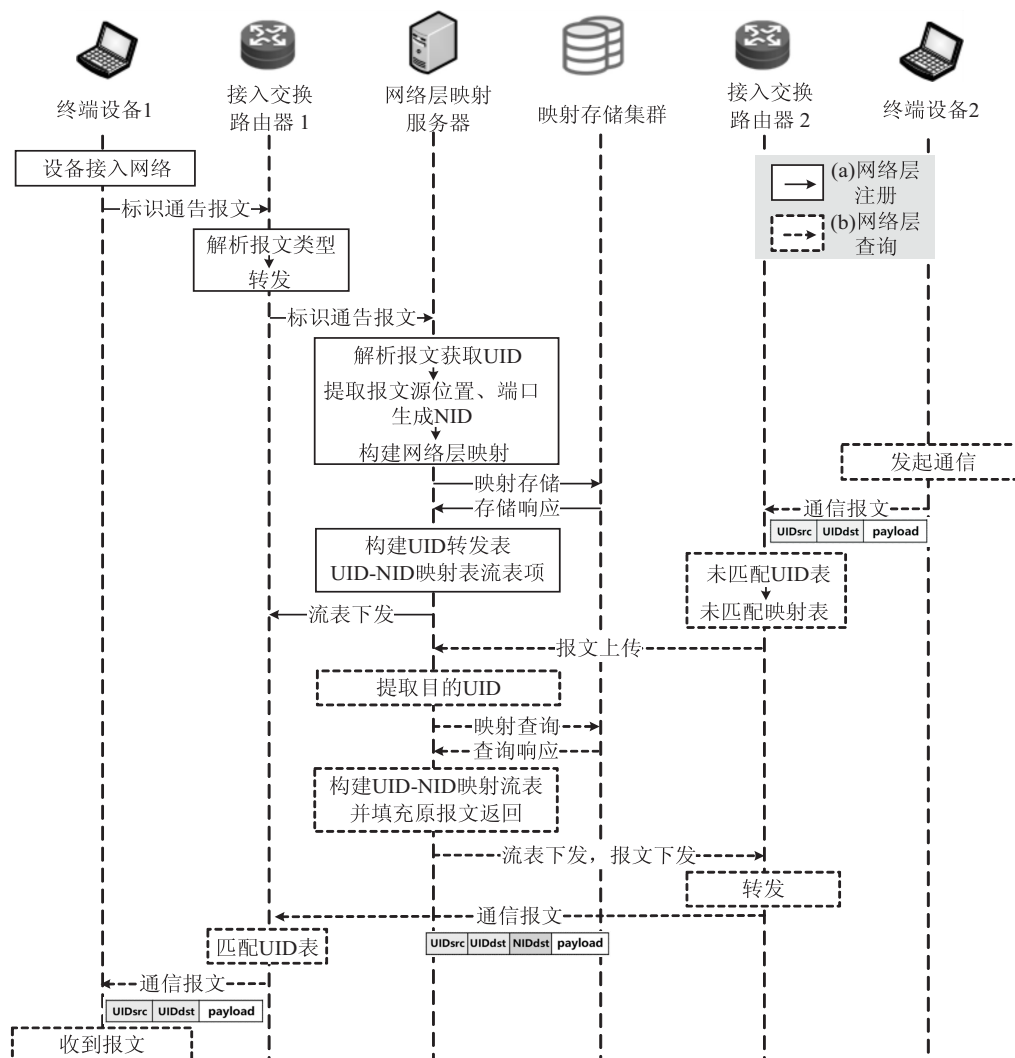 终端设备1
接入交换
路由器 1
网络层映射
服务器
映射存储集群
接入交换
路由器 2
终端设备2
设备接入网络
(a)网络层
注册
(b)网络层
查询
标识通告报文
解析报文类型
转发
标识通告报文
解析报文获取UID
提取报文源位置、端口
生成NID
构建网络层映射
发起通信
映射存储
存储响应
通信报文
UIDsrc UIDdst payload
构建UID转发表
UID-NID映射表流表项
未匹配UID表
未匹配映射表
流表下发
报文上传
提取目的UID
映射查询
查询响应
构建UID-NID映射流表
并填充原报文返回
流表下发，报文下发
转发
通信报文
UIDsrc UIDdst NIDdst payload
匹配UID表
通信报文
UIDsrc UIDdst payload
收到报文